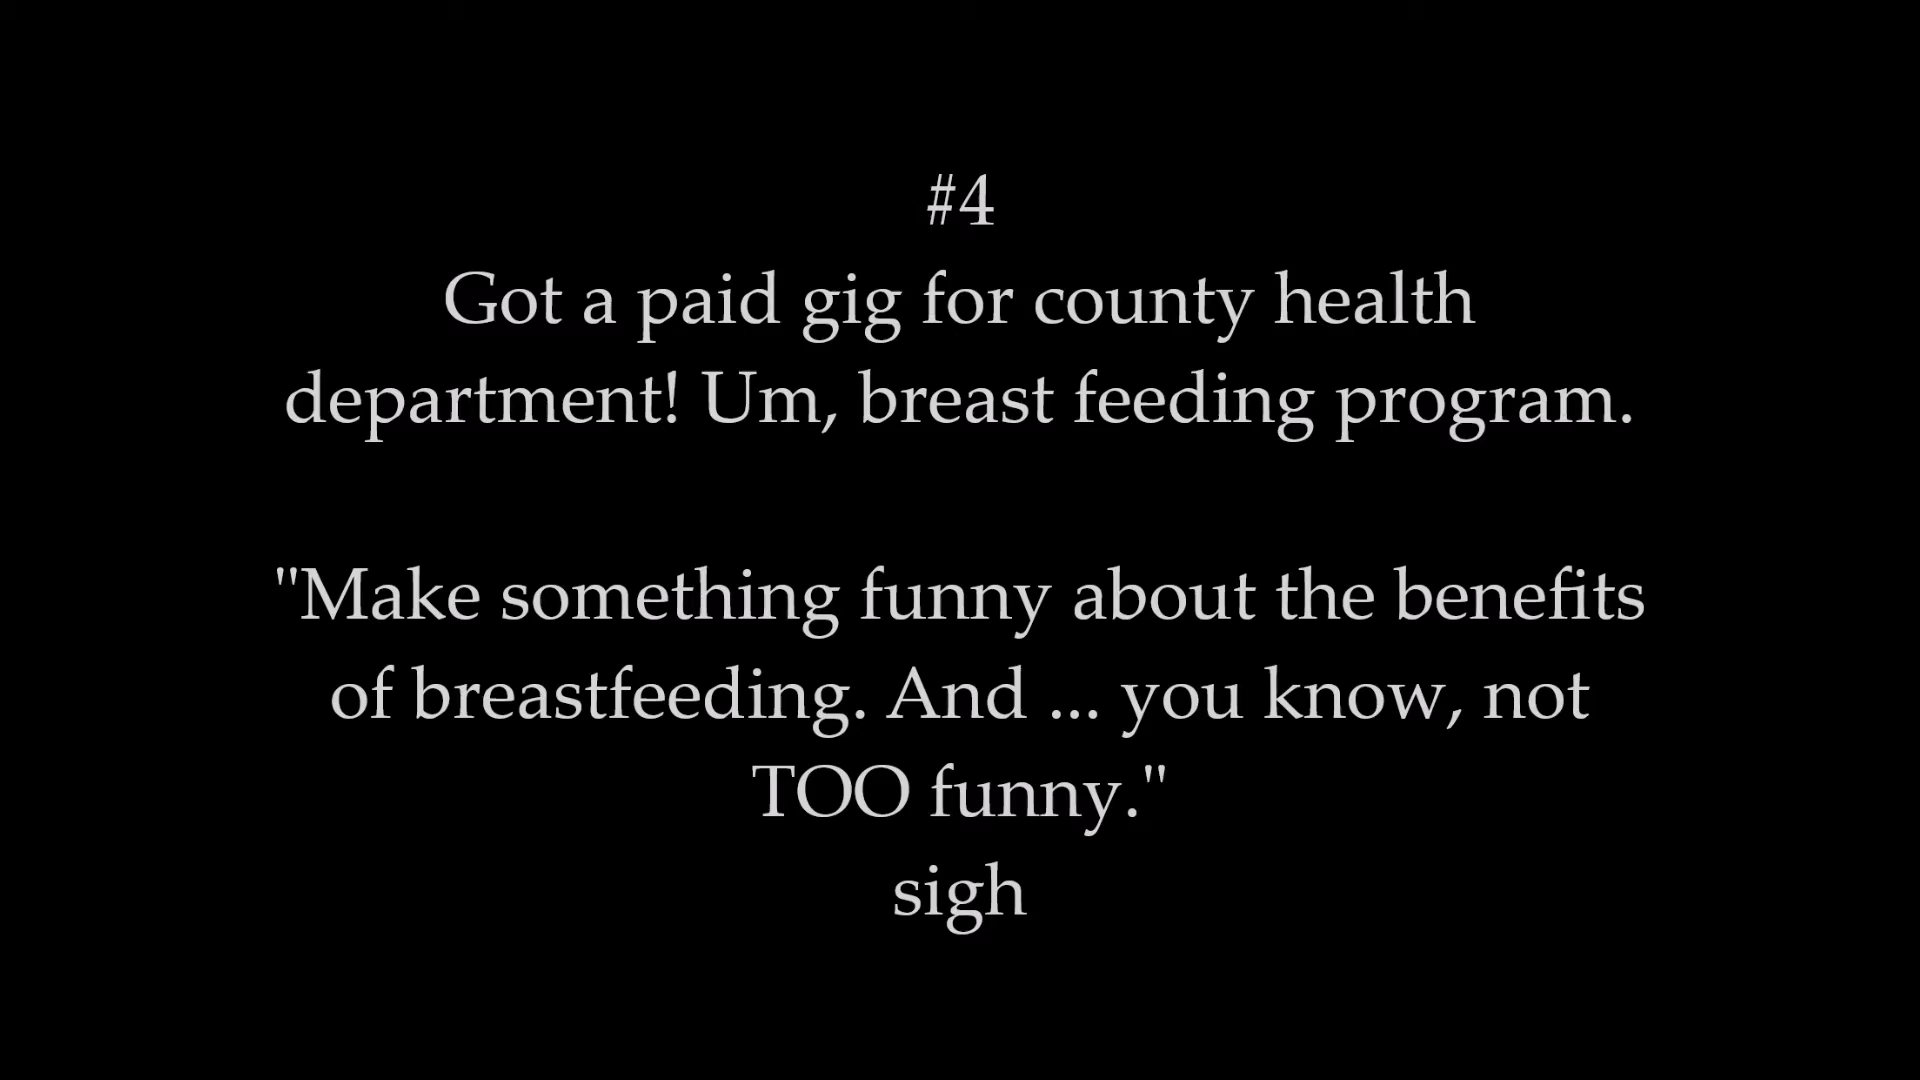 #4
Got a paid gig for county health
department! Um, breast feeding program.
"Make something funny about the benefits
of breastfeeding. And ... you know, not
TOO funny."
sigh